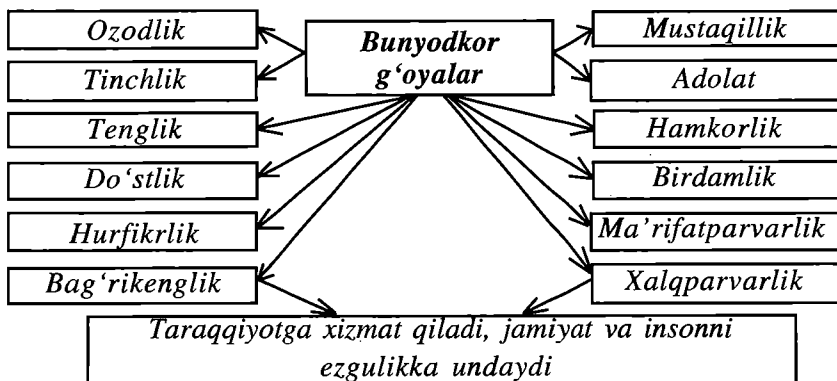 Ozodlik
Bunyodkor
g‘oyalar
Mustaqillik
Tinchlik
Adolat
Tenglik
Hamkorlik
Do‘stlik
Birdamlik
Hurfikrlik
Ma’rifatparvarlik
Bag‘rikenglik
Xalqparvarlik
Taraqqiyotga xizmat qiladi, jamiyat va insonni
ezgulikka undaydi